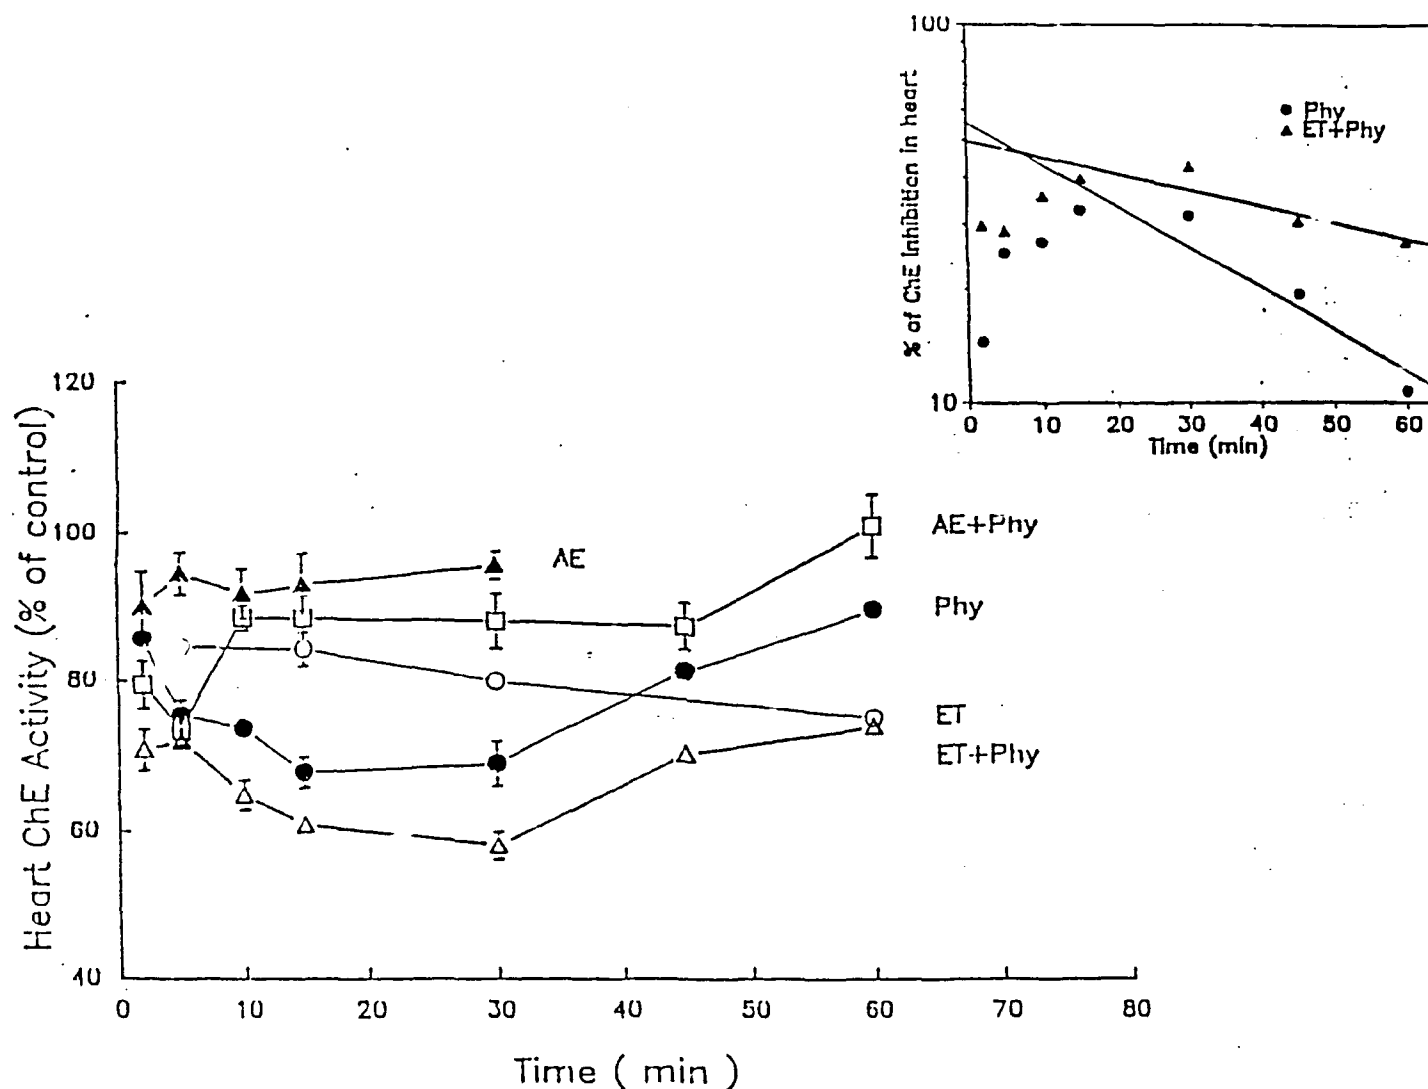 100
% of ChE Inhibition in heart
Phy
ET+Phy
10
0 10 20 30 40 50 60
Time (min)
120
100
80
60
40
Heart ChE Activity (% of control)
AE
AE+Phy
Phy
ET
ET+Phy
0 10 20 30 40 50 60 70 80
Time ( min )